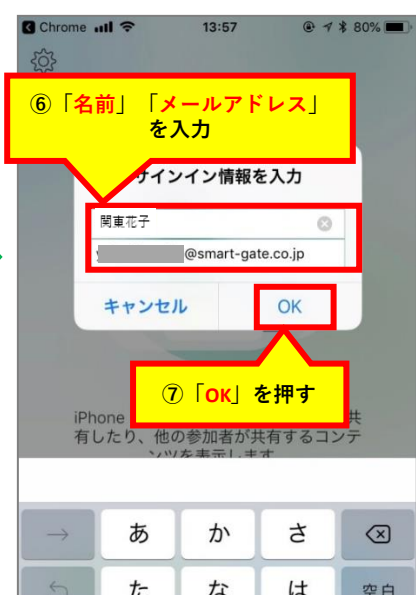 Chrome 13:57 80%
⑥「名前」「メールアドレス」
を入力
サインイン情報を入力
関東花子
@smart-gate.co.jp
キャンセル OK
⑦「OK」を押す
iPhone 共
有したり、他の参加者が共有するコンテ
ンツを表示します
→ あ か さ
た な は 空白